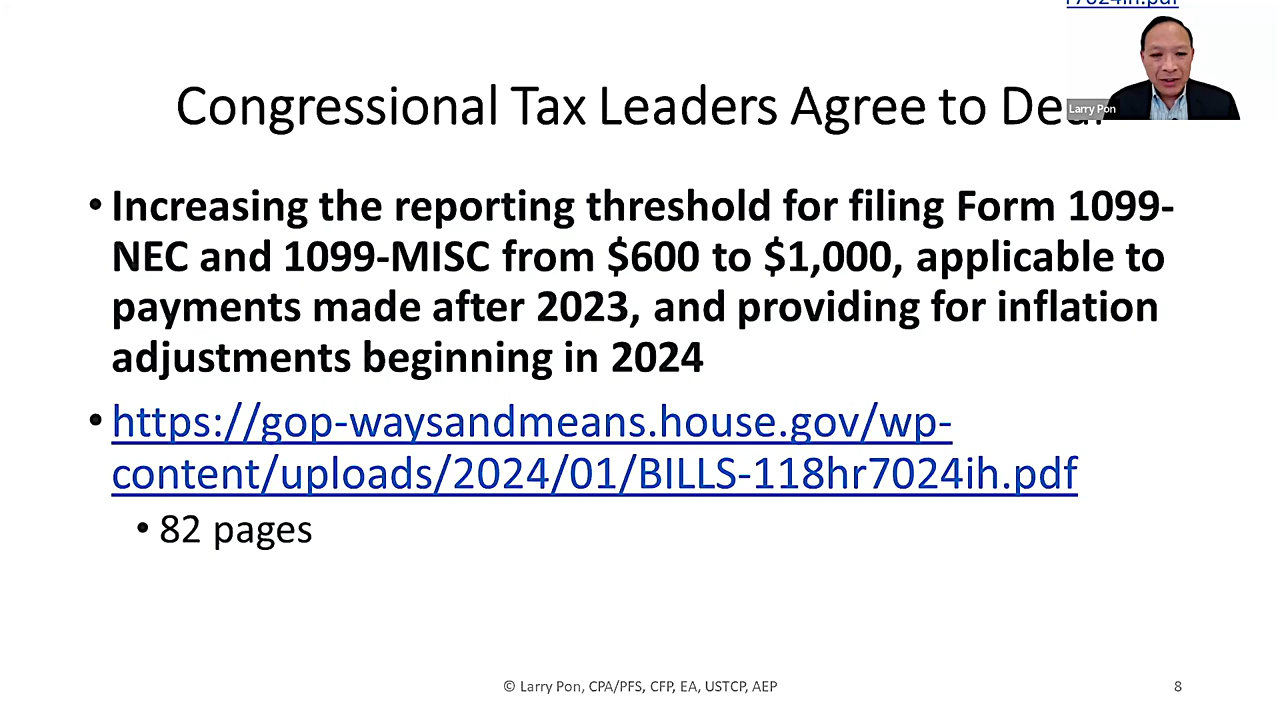 r7024ih.pdf
Congressional Tax Leaders Agree to Deal
Larry Pon
• Increasing the reporting threshold for filing Form 1099-
NEC and 1099-MISC from $600 to $1,000, applicable to
payments made after 2023, and providing for inflation
adjustments beginning in 2024
• https://gop-waysandmeans.house.gov/wp-
content/uploads/2024/01/BILLS-118hr7024ih.pdf
• 82 pages
© Larry Pon, CPA/PFS, CFP, EA, USTCP, AEP
8